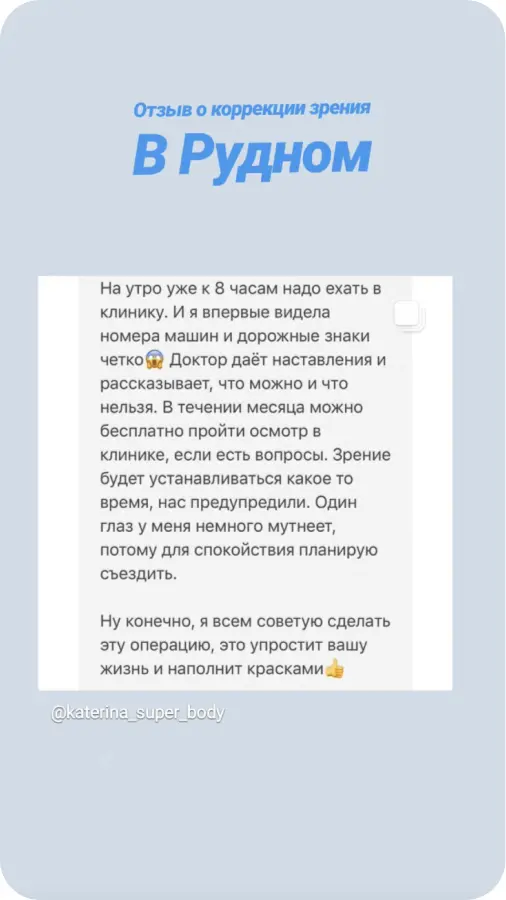 Отзыв о коррекции зрения
В Рудном
На утро уже к 8 часам надо ехать в
клинику. И я впервые видела
номера машин и дорожные знаки
четко😱 Доктор даёт наставления и
рассказывает, что можно и что
нельзя. В течении месяца можно
бесплатно пройти осмотр в
клинике, если есть вопросы. Зрение
будет устанавливаться какое то
время, нас предупредили. Один
глаз у меня немного мутнеет,
потому для спокойствия планирую
съездить.
Ну конечно, я всем советую сделать
эту операцию, это упростит вашу
жизнь и наполнит красками👍
@katerina_super_body